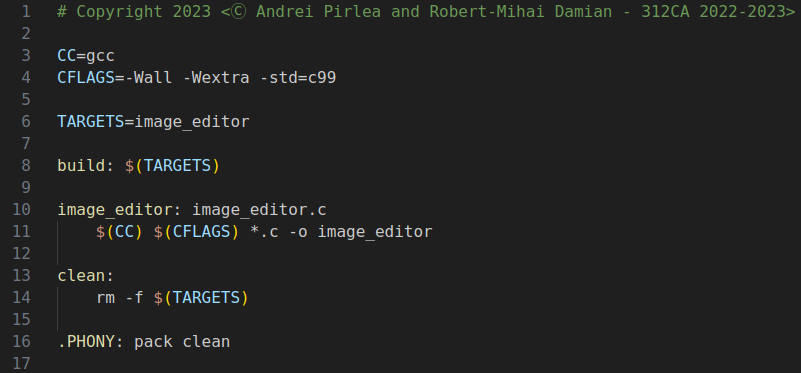 1 # Copyright 2023 <Ⓒ Andrei Pirlea and Robert-Mihai Damian - 312CA 2022-2023>
2
3 CC=gcc
4 CFLAGS=-Wall -Wextra -std=c99
5
6 TARGETS=image_editor
7
8 build: $(TARGETS)
9
10 image_editor: image_editor.c
11     $(CC) $(CFLAGS) *.c -o image_editor
12
13 clean:
14     rm -f $(TARGETS)
15
16 .PHONY: pack clean
17